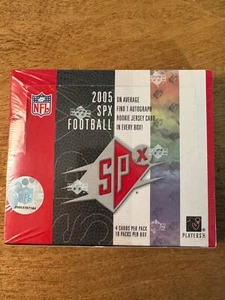 NFL
2005
SPX
FOOTBALL
ON AVERAGE
FIND 1 AUTOGRAPH
ROOKIE JERSEY CARD
IN EVERY BOX!
SPx
4 CARDS PER PACK
18 PACKS PER BOX
NFL
PLAYERS